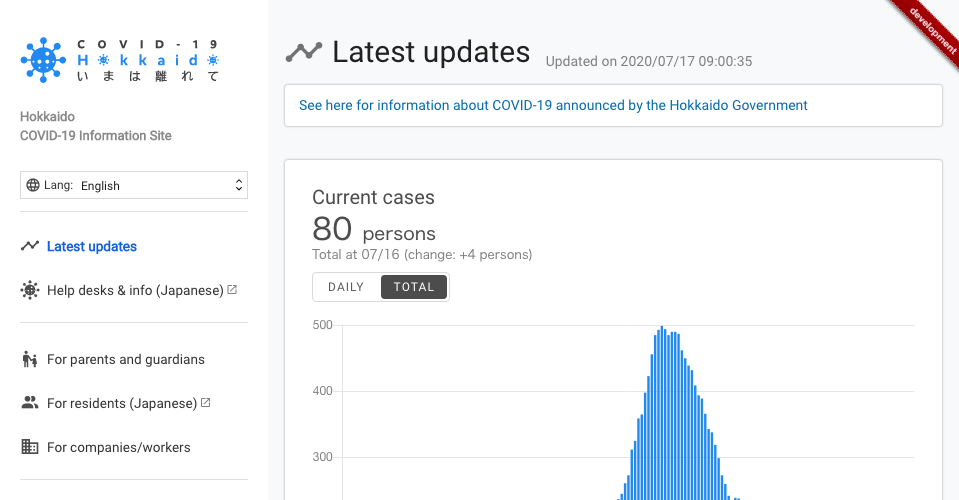 COVID-19
Hokkaido
いまは離れて
Hokkaido
COVID-19 Information Site
Lang: English
Latest updates
Help desks & info (Japanese)
For parents and guardians
For residents (Japanese)
For companies/workers
development
Latest updates Updated on 2020/07/17 09:00:35
See here for information about COVID-19 announced by the Hokkaido Government
Current cases
80 persons
Total at 07/16 (change: +4 persons)
DAILY TOTAL
500
400
300